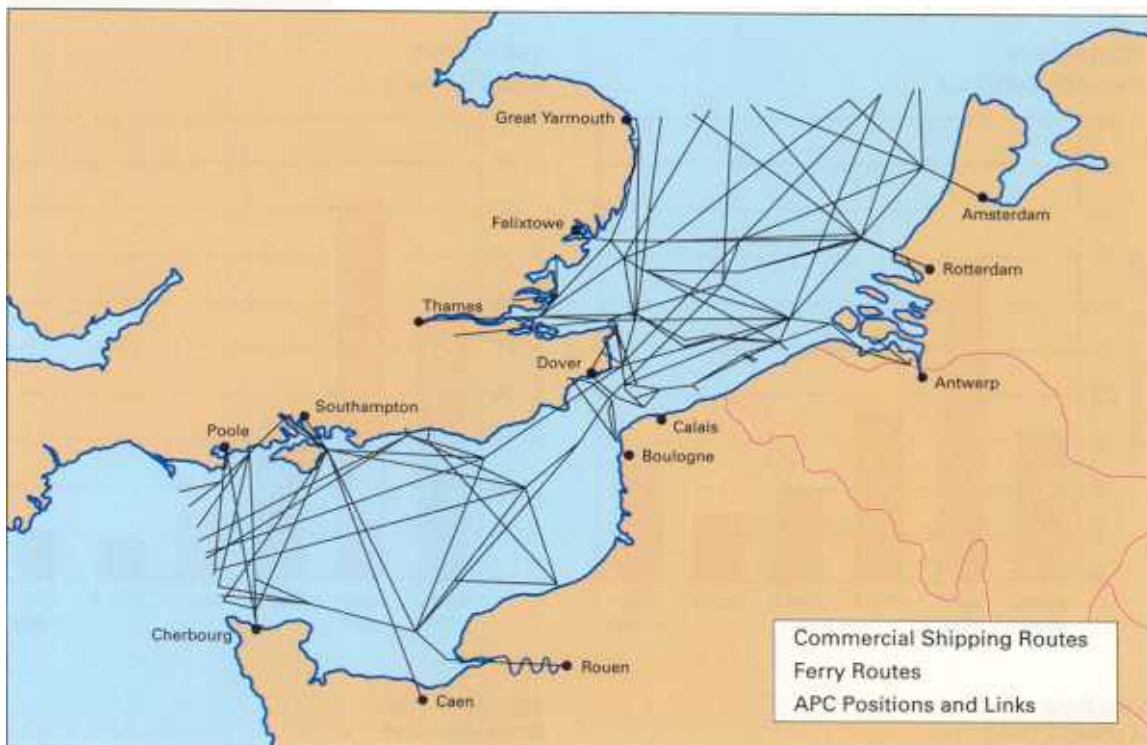 Great Yarmouth
Felixtowe
Amsterdam
Rotterdam
Thames
Dover
Antwerp
Southampton
Poole
Calais
Boulogne
Cherbourg
Rouen
Caen
Commercial Shipping Routes
Ferry Routes
APC Positions and Links